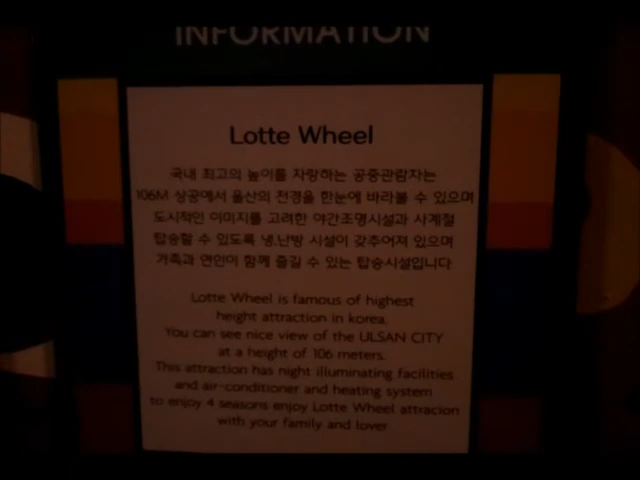 INFORMATION
Lotte Wheel
국내 최고의 높이를 자랑하는 공중관람차는
106M 상공에서 울산의 전경을 한눈에 바라볼 수 있으며
도시적인 이미지를 고려한 야간조명시설과 사계절
탑승할 수 있도록 냉,난방 시설이 갖추어져 있으며
가족과 연인이 함께 즐길 수 있는 탑승시설입니다
Lotte Wheel is famous of highest
height attraction in korea.
You can see nice view of the ULSAN CITY
at a height of 106 meters.
This attraction has night illuminating facilities
and air-conditioner and heating system
to enjoy 4 seasons enjoy Lotte Wheel attracion
with your family and lover